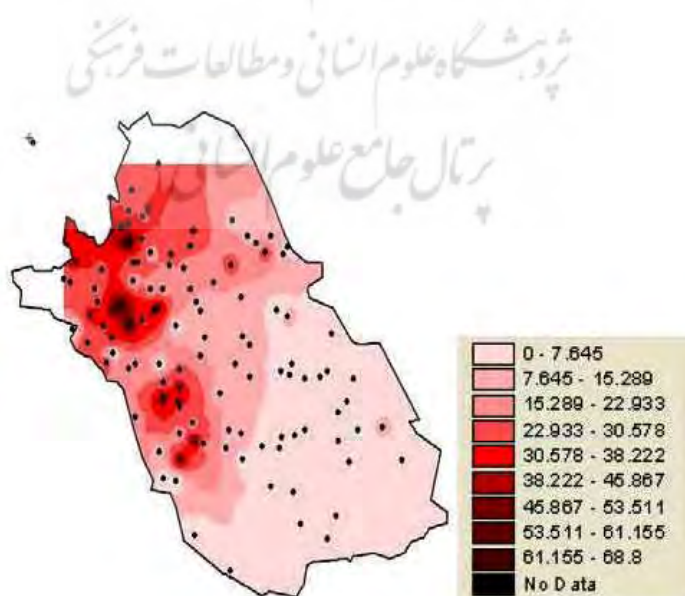 پژوهشگاه علوم انسانی و مطالعات فرهنگی
پرتال جامع علوم انسانی
0 - 7.645
7.645 - 15.289
15.289 - 22.933
22.933 - 30.578
30.578 - 38.222
38.222 - 45.867
45.867 - 53.511
53.511 - 61.155
61.155 - 68.8
No Data